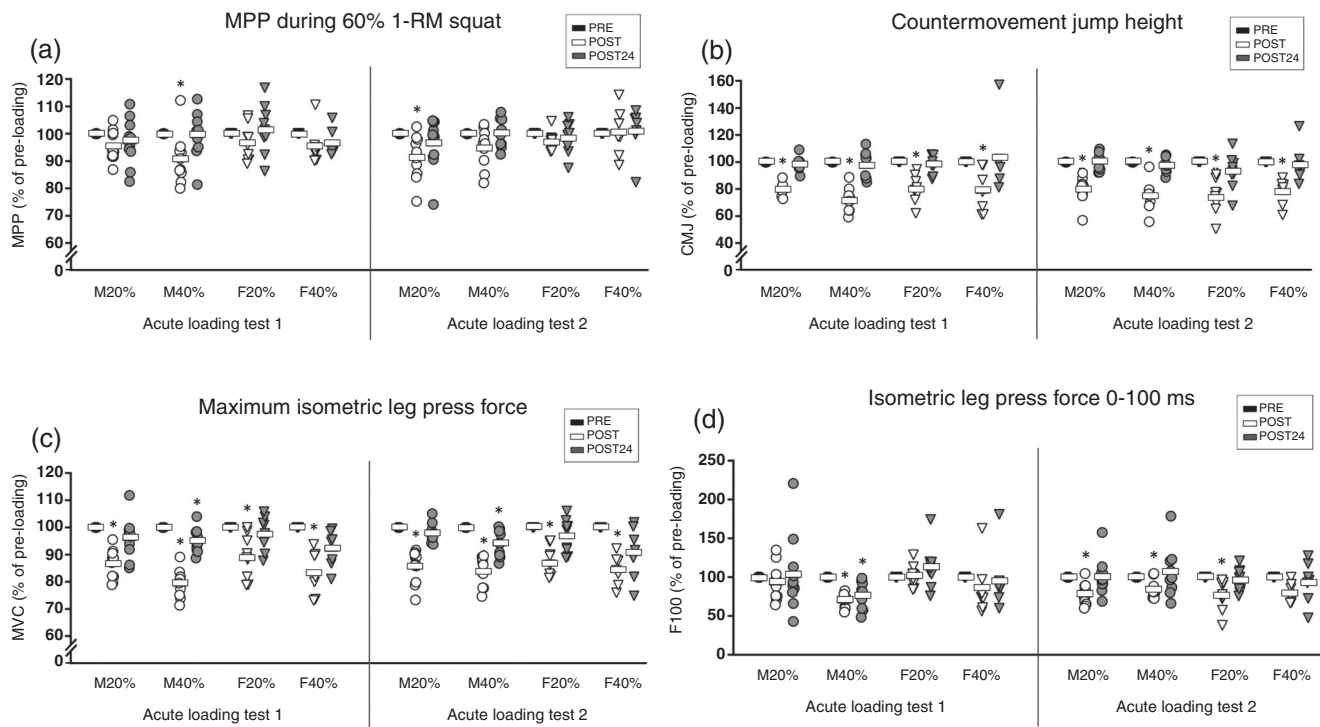 MPP during 60% 1-RM squat
(a)
PRE
POST
POST24
MPP (% of pre-loading)
120
110
100
90
80
70
60
0
*
*
M20% M40% F20% F40% M20% M40% F20% F40%
Acute loading test 1 Acute loading test 2
Countermovement jump height
(b)
PRE
POST
POST24
CMJ (% of pre-loading)
160
140
120
100
80
60
40
0
* * * * * * * *
M20% M40% F20% F40% M20% M40% F20% F40%
Acute loading test 1 Acute loading test 2
Maximum isometric leg press force
(c)
PRE
POST
POST24
MVC (% of pre-loading)
120
110
100
90
80
70
60
0
* * * * * * * * * *
M20% M40% F20% F40% M20% M40% F20% F40%
Acute loading test 1 Acute loading test 2
Isometric leg press force 0-100 ms
(d)
PRE
POST
POST24
F100 (% of pre-loading)
250
200
150
100
50
0
* * * * *
M20% M40% F20% F40% M20% M40% F20% F40%
Acute loading test 1 Acute loading test 2